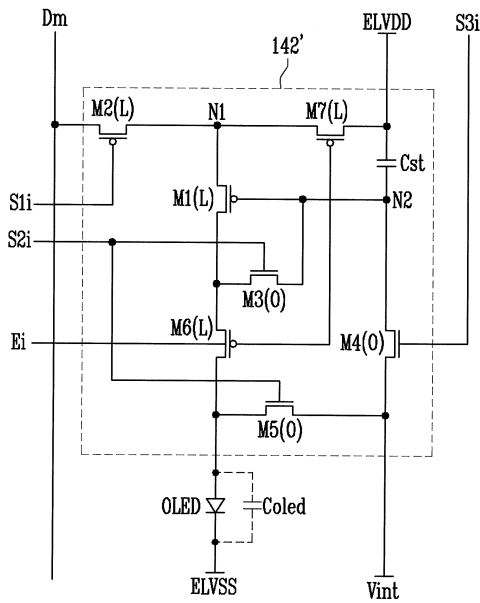 Dm
ELVDD
S3i
142'
M2(L)
N1
M7(L)
Cst
S1i
M1(L)
N2
S2i
M3(O)
M6(L)
Ei
M4(O)
M5(O)
OLED
Coled
ELVSS
Vint